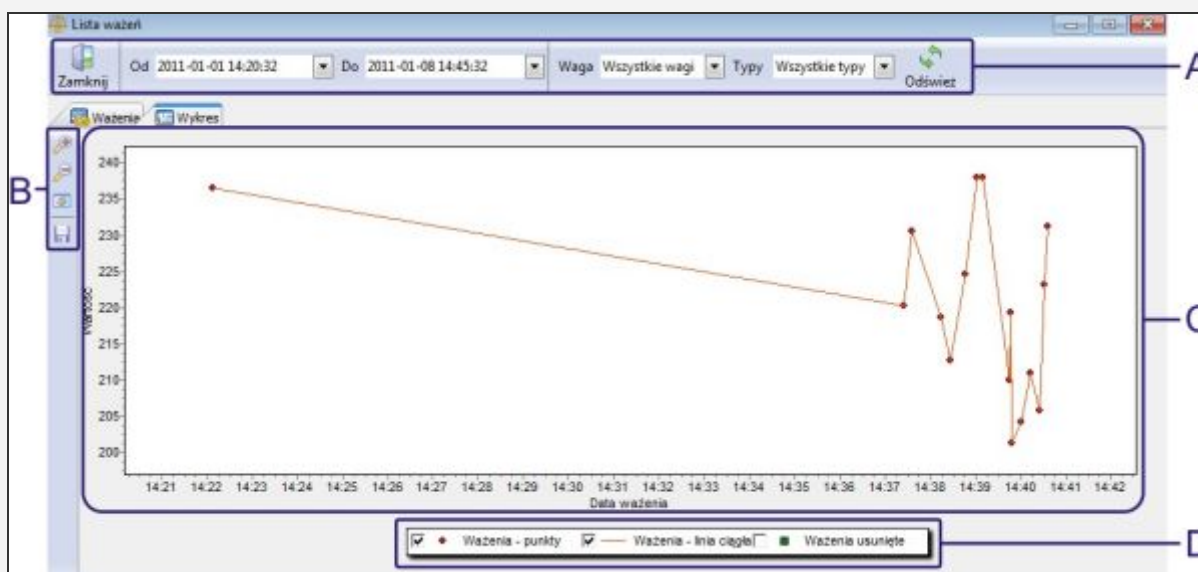 Lista ważeń
Zamknij
Od 2011-01-01 14:20:32 Do 2011-01-08 14:45:32 Waga Wszystkie wagi Typy Wszystkie typy Odśwież
A
Ważenie Wykres
B
240
235
230
225
220
215
210
205
200
Wartość
14:21 14:22 14:23 14:24 14:25 14:26 14:27 14:28 14:29 14:30 14:31 14:32 14:33 14:34 14:35 14:36 14:37 14:38 14:39 14:40 14:41 14:42
Data ważenia
C
Ważenia - punkty Ważenia - linia ciągła Ważenia usunięte
D